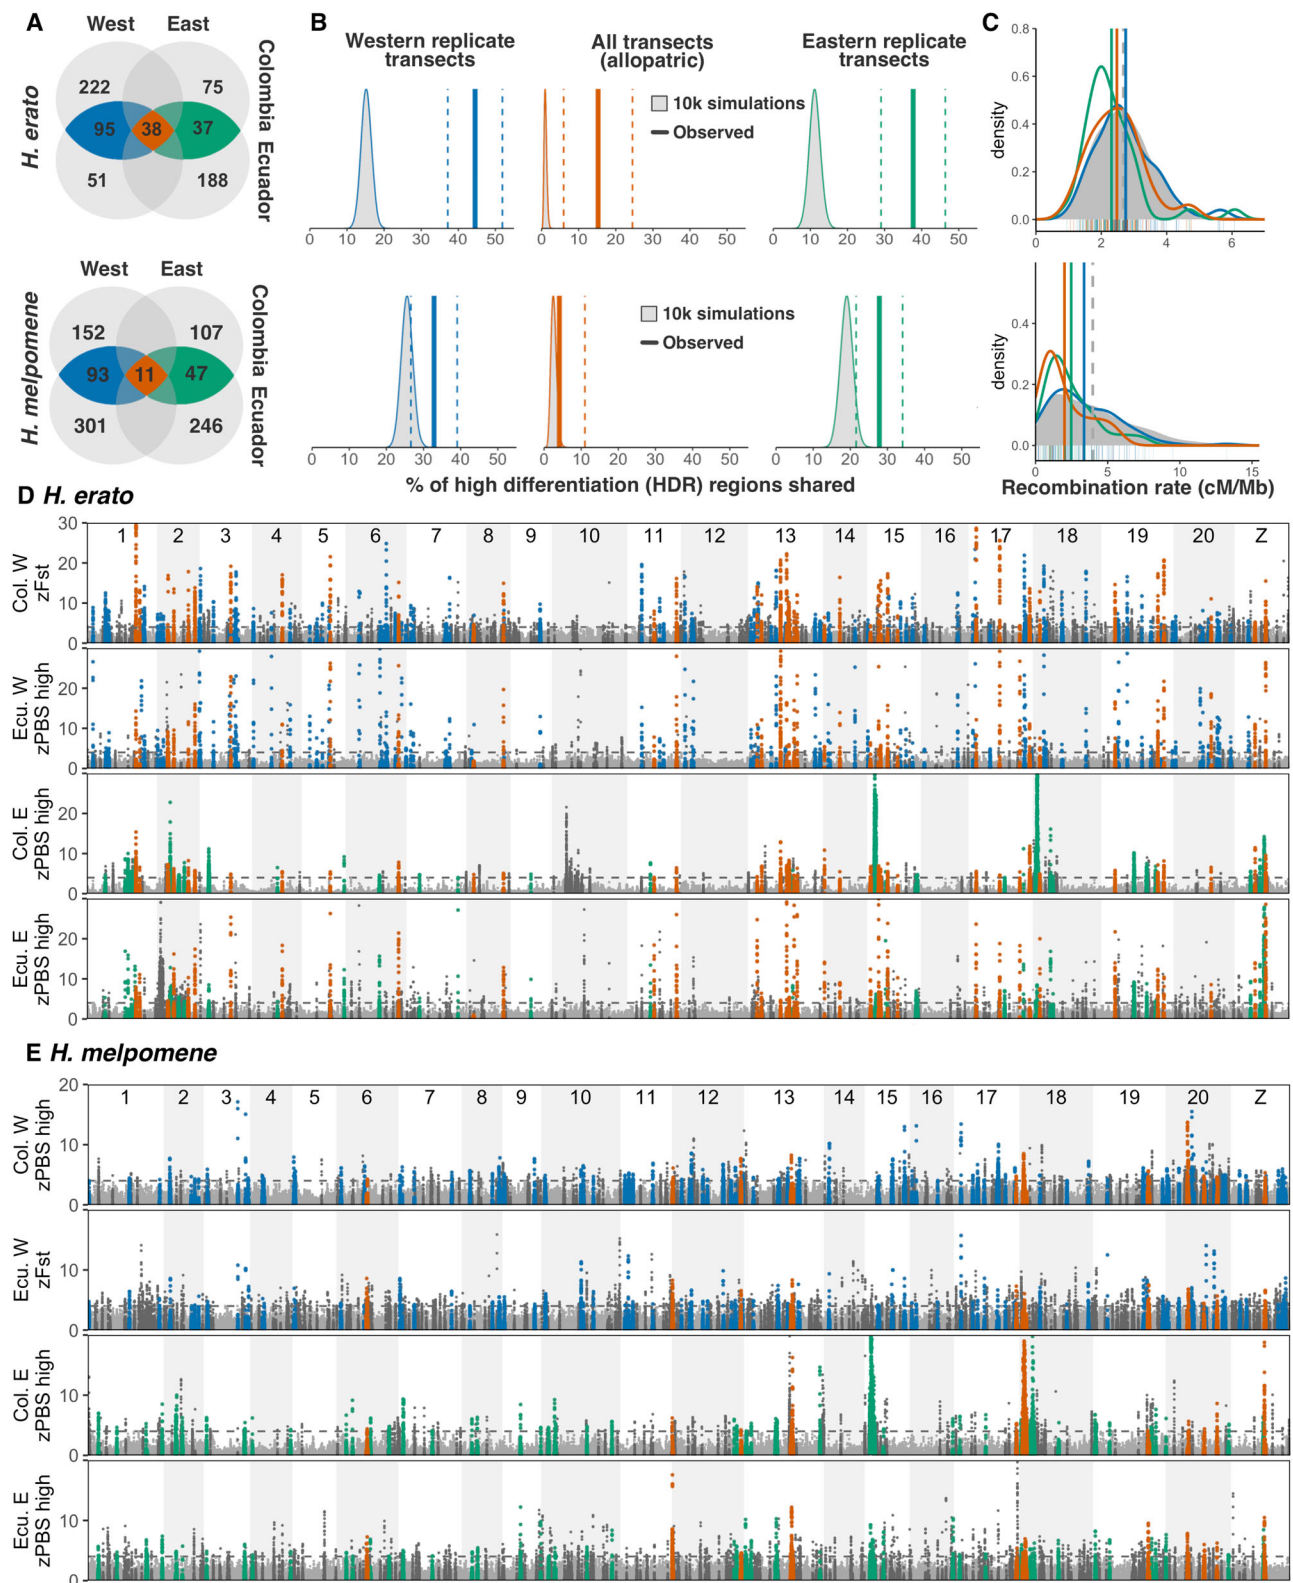 A
West East
222 75
95 38 37
51 188
H. erato
Colombia Ecuador
West East
152 107
93 11 47
301 246
H. melpomene
Colombia Ecuador
B
Western replicate
transects
All transects
(allopatric)
Eastern replicate
transects
10k simulations
Observed
0 10 20 30 40 50
0 10 20 30 40 50
0 10 20 30 40 50
10k simulations
Observed
0 10 20 30 40 50
0 10 20 30 40 50
0 10 20 30 40 50
% of high differentiation (HDR) regions shared
C
density
0.8
0.6
0.4
0.2
0.0
0 2 4 6
density
0.4
0.2
0.0
0 5 10 15
Recombination rate (cM/Mb)
D H. erato
1 2 3 4 5 6 7 8 9 10 11 12 13 14 15 16 17 18 19 20 Z
Col. W
zFst
30
20
10
0
Ecu. W
zPBS high
20
10
0
Col. E
zPBS high
20
10
0
Ecu. E
zPBS high
20
10
0
E H. melpomene
1 2 3 4 5 6 7 8 9 10 11 12 13 14 15 16 17 18 19 20 Z
Col. W
zPBS high
20
10
0
Ecu. W
zFst
10
0
Col. E
zPBS high
10
0
Ecu. E
zPBS high
10
0